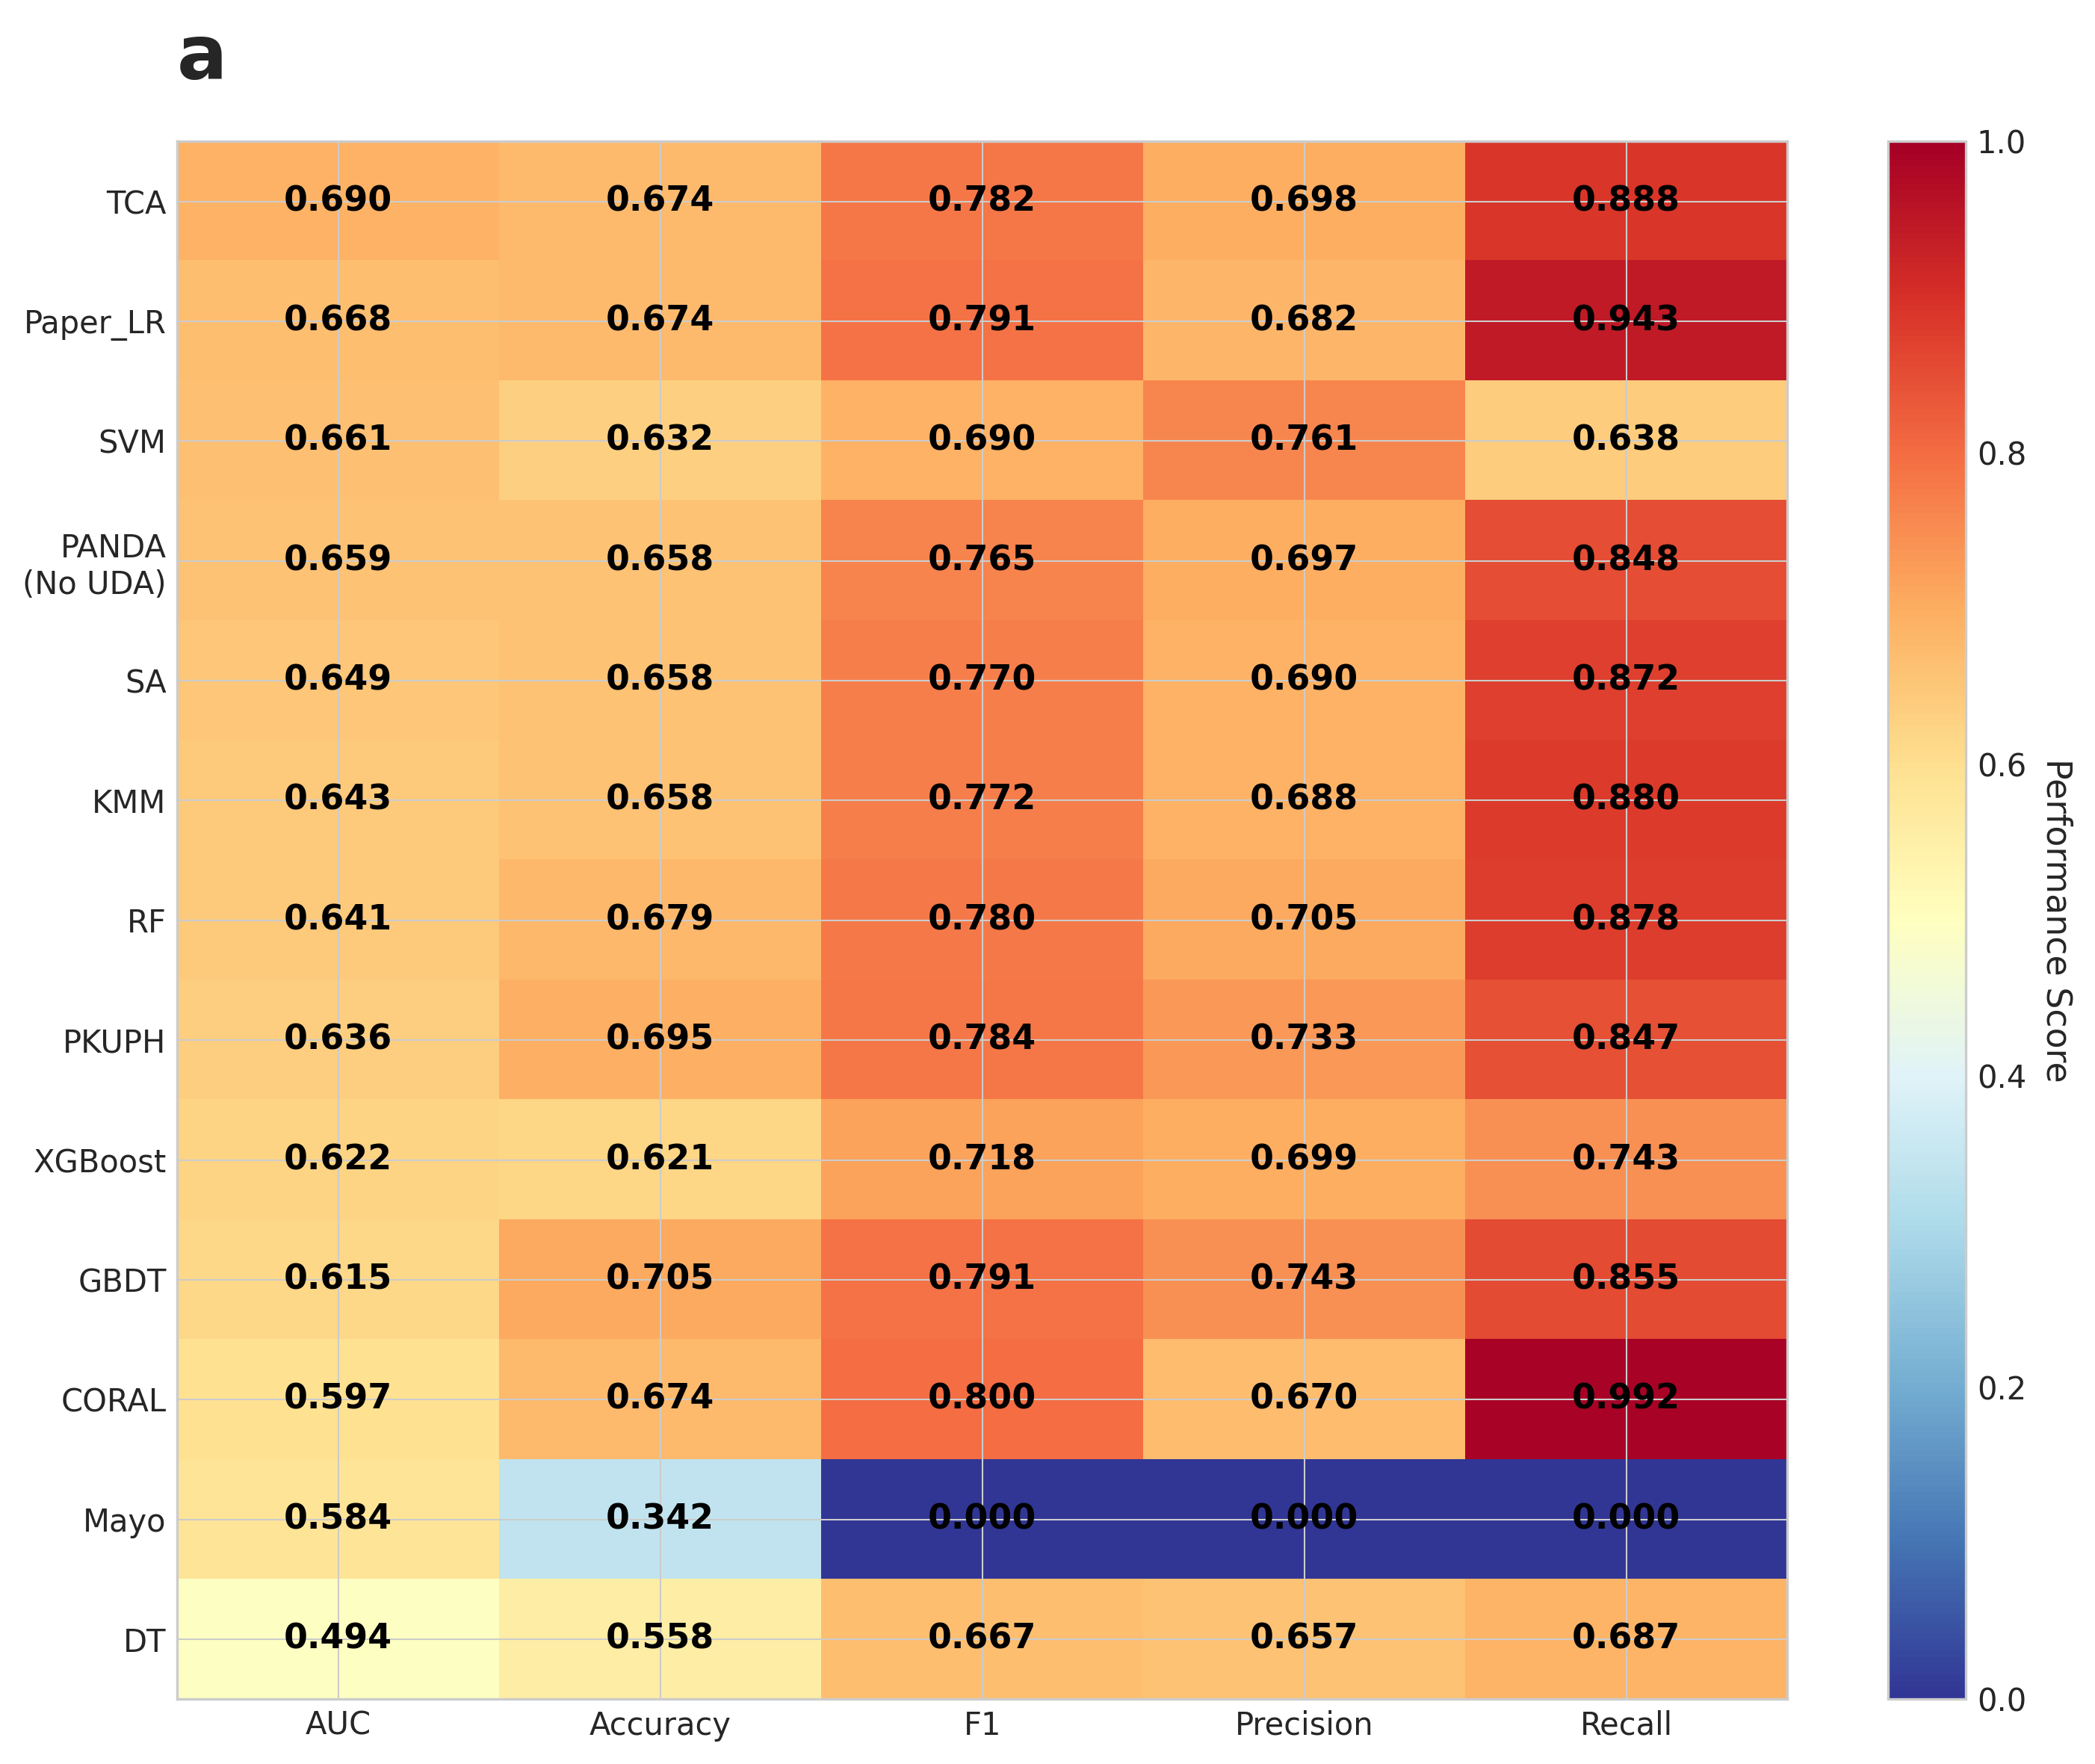 a
TCA 0.690 0.674 0.782 0.698 0.888
Paper_LR 0.668 0.674 0.791 0.682 0.943
SVM 0.661 0.632 0.690 0.761 0.638
PANDA
(No UDA) 0.659 0.658 0.765 0.697 0.848
SA 0.649 0.658 0.770 0.690 0.872
KMM 0.643 0.658 0.772 0.688 0.880
RF 0.641 0.679 0.780 0.705 0.878
PKUPH 0.636 0.695 0.784 0.733 0.847
XGBoost 0.622 0.621 0.718 0.699 0.743
GBDT 0.615 0.705 0.791 0.743 0.855
CORAL 0.597 0.674 0.800 0.670 0.992
Mayo 0.584 0.342 0.000 0.000 0.000
DT 0.494 0.558 0.667 0.657 0.687
AUC Accuracy F1 Precision Recall
1.0
0.8
0.6
0.4
0.2
0.0
Performance Score